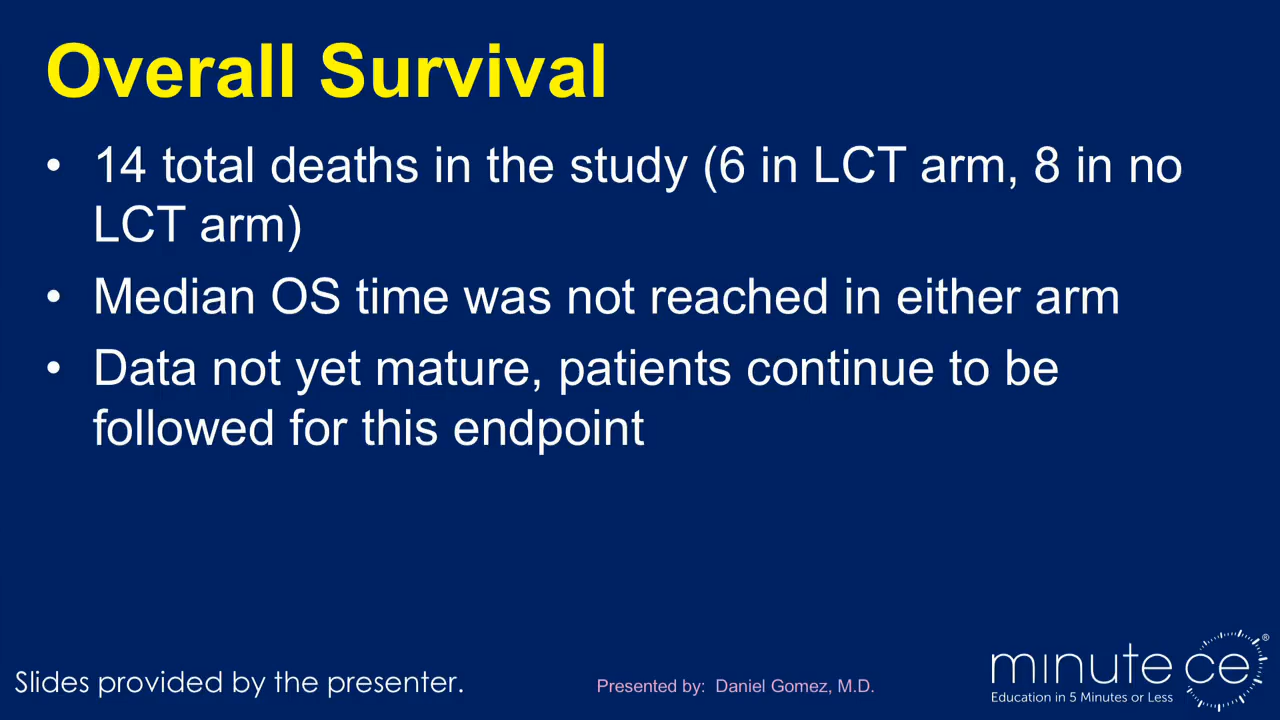 Overall Survival
• 14 total deaths in the study (6 in LCT arm, 8 in no
LCT arm)
• Median OS time was not reached in either arm
• Data not yet mature, patients continue to be
followed for this endpoint
Slides provided by the presenter.
Presented by: Daniel Gomez, M.D.
minute ce®
Education in 5 Minutes or Less